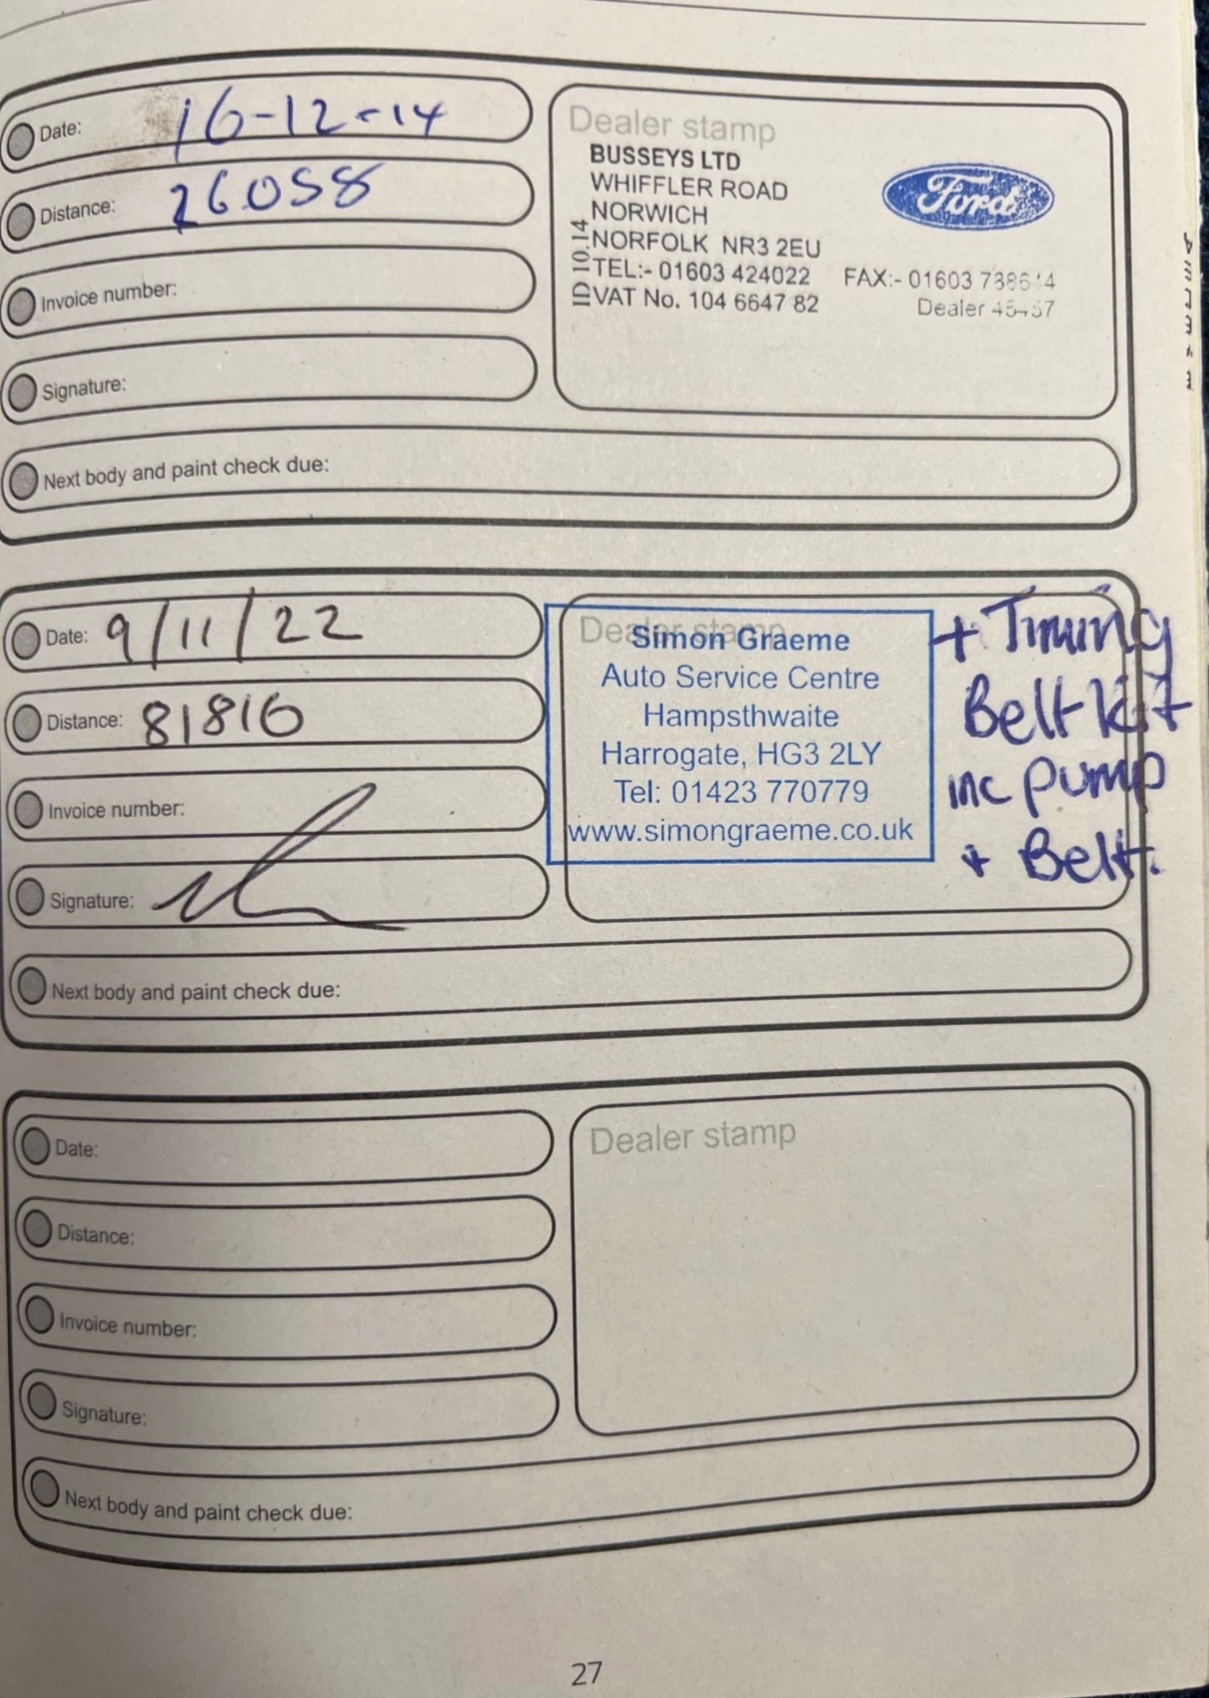 Date: 16-12-14
Distance: 26058
Invoice number:
Signature:
Next body and paint check due:
Dealer stamp
BUSSEYS LTD
WHIFFLER ROAD
NORWICH
NORFOLK NR3 2EU
TEL:- 01603 424022 FAX:- 01603
VAT No. 104 6647 82 Dealer
ID 10.14
Ford
Date: 9/11/22
Distance: 81816
Invoice number:
Signature:
Next body and paint check due:
Dealer stamp
Simon Graeme
Auto Service Centre
Hampsthwaite
Harrogate, HG3 2LY
Tel: 01423 770779
www.simongraeme.co.uk
+ Timing
Belt kit
inc pump
+ Belt.
Date:
Distance:
Invoice number:
Signature:
Next body and paint check due:
Dealer stamp
27